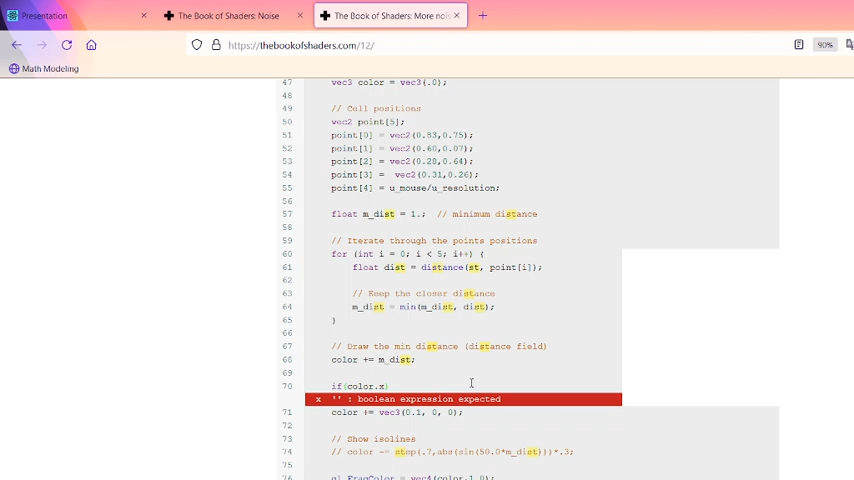 Presentation
The Book of Shaders: Noise
The Book of Shaders: More noi
https://thebookofshaders.com/12/
90%
Math Modeling
47 vec3 color = vec3(.0);
48
49 // Cell positions
50 vec2 point[5];
51 point[0] = vec2(0.83,0.75);
52 point[1] = vec2(0.60,0.07);
53 point[2] = vec2(0.28,0.64);
54 point[3] =  vec2(0.31,0.26);
55 point[4] = u_mouse/u_resolution;
56
57 float m_dist = 1.;  // minimum distance
58
59 // Iterate through the points positions
60 for (int i = 0; i < 5; i++) {
61 float dist = distance(st, point[i]);
62
63 // Keep the closer distance
64 m_dist = min(m_dist, dist);
65 }
66
67 // Draw the min distance (distance field)
68 color += m_dist;
69
70 if(color.x)
x '' : boolean expression expected
71 color += vec3(0.1, 0, 0);
72
73 // Show isolines
74 // color -= step(.7,abs(sin(50.0*m_dist)))*.3;
75
76 gl_FragColor = vec4(color,1.0);